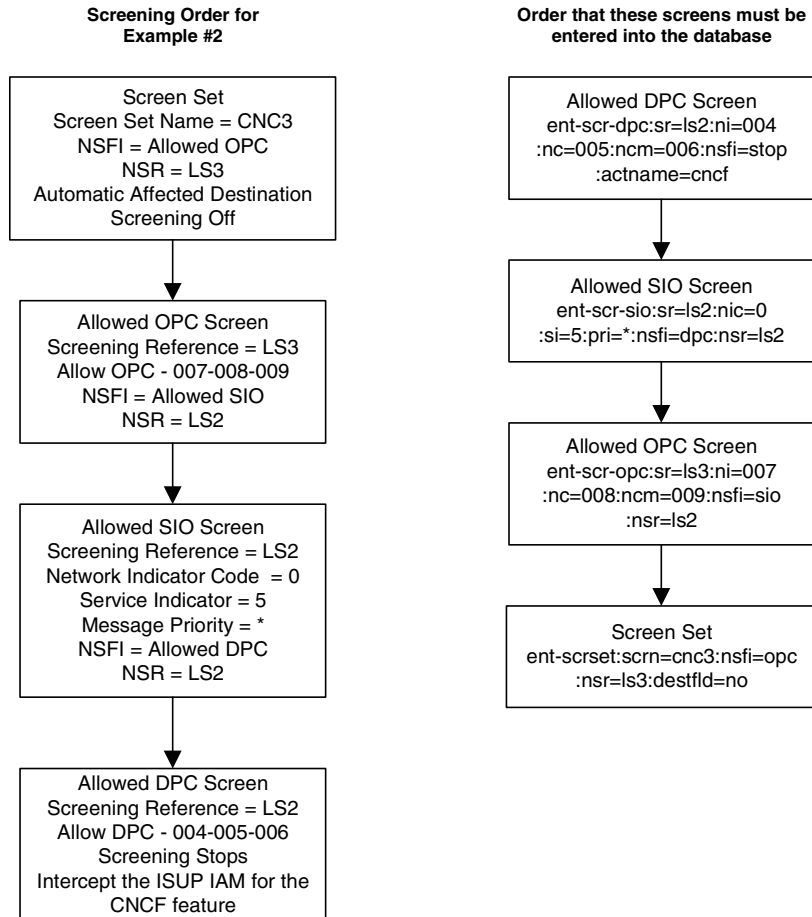 Screening Order for
Example #2
Screen Set
Screen Set Name = CNC3
NSFI = Allowed OPC
NSR = LS3
Automatic Affected Destination
Screening Off
Allowed OPC Screen
Screening Reference = LS3
Allow OPC - 007-008-009
NSFI = Allowed SIO
NSR = LS2
Allowed SIO Screen
Screening Reference = LS2
Network Indicator Code = 0
Service Indicator = 5
Message Priority = *
NSFI = Allowed DPC
NSR = LS2
Allowed DPC Screen
Screening Reference = LS2
Allow DPC - 004-005-006
Screening Stops
Intercept the ISUP IAM for the
CNCF feature
Order that these screens must be
entered into the database
Allowed DPC Screen
ent-scr-dpc:sr=ls2:ni=004
:nc=005:ncm=006:nsfi=stop
:actname=cncf
Allowed SIO Screen
ent-scr-sio:sr=ls2:nic=0
:si=5:pri=*:nsfi=dpc:nsr=ls2
Allowed OPC Screen
ent-scr-opc:sr=ls3:ni=007
:nc=008:ncm=009:nsfi=sio
:nsr=ls2
Screen Set
ent-scrset:scrn=cnc3:nsfi=opc
:nsr=ls3:destfld=no